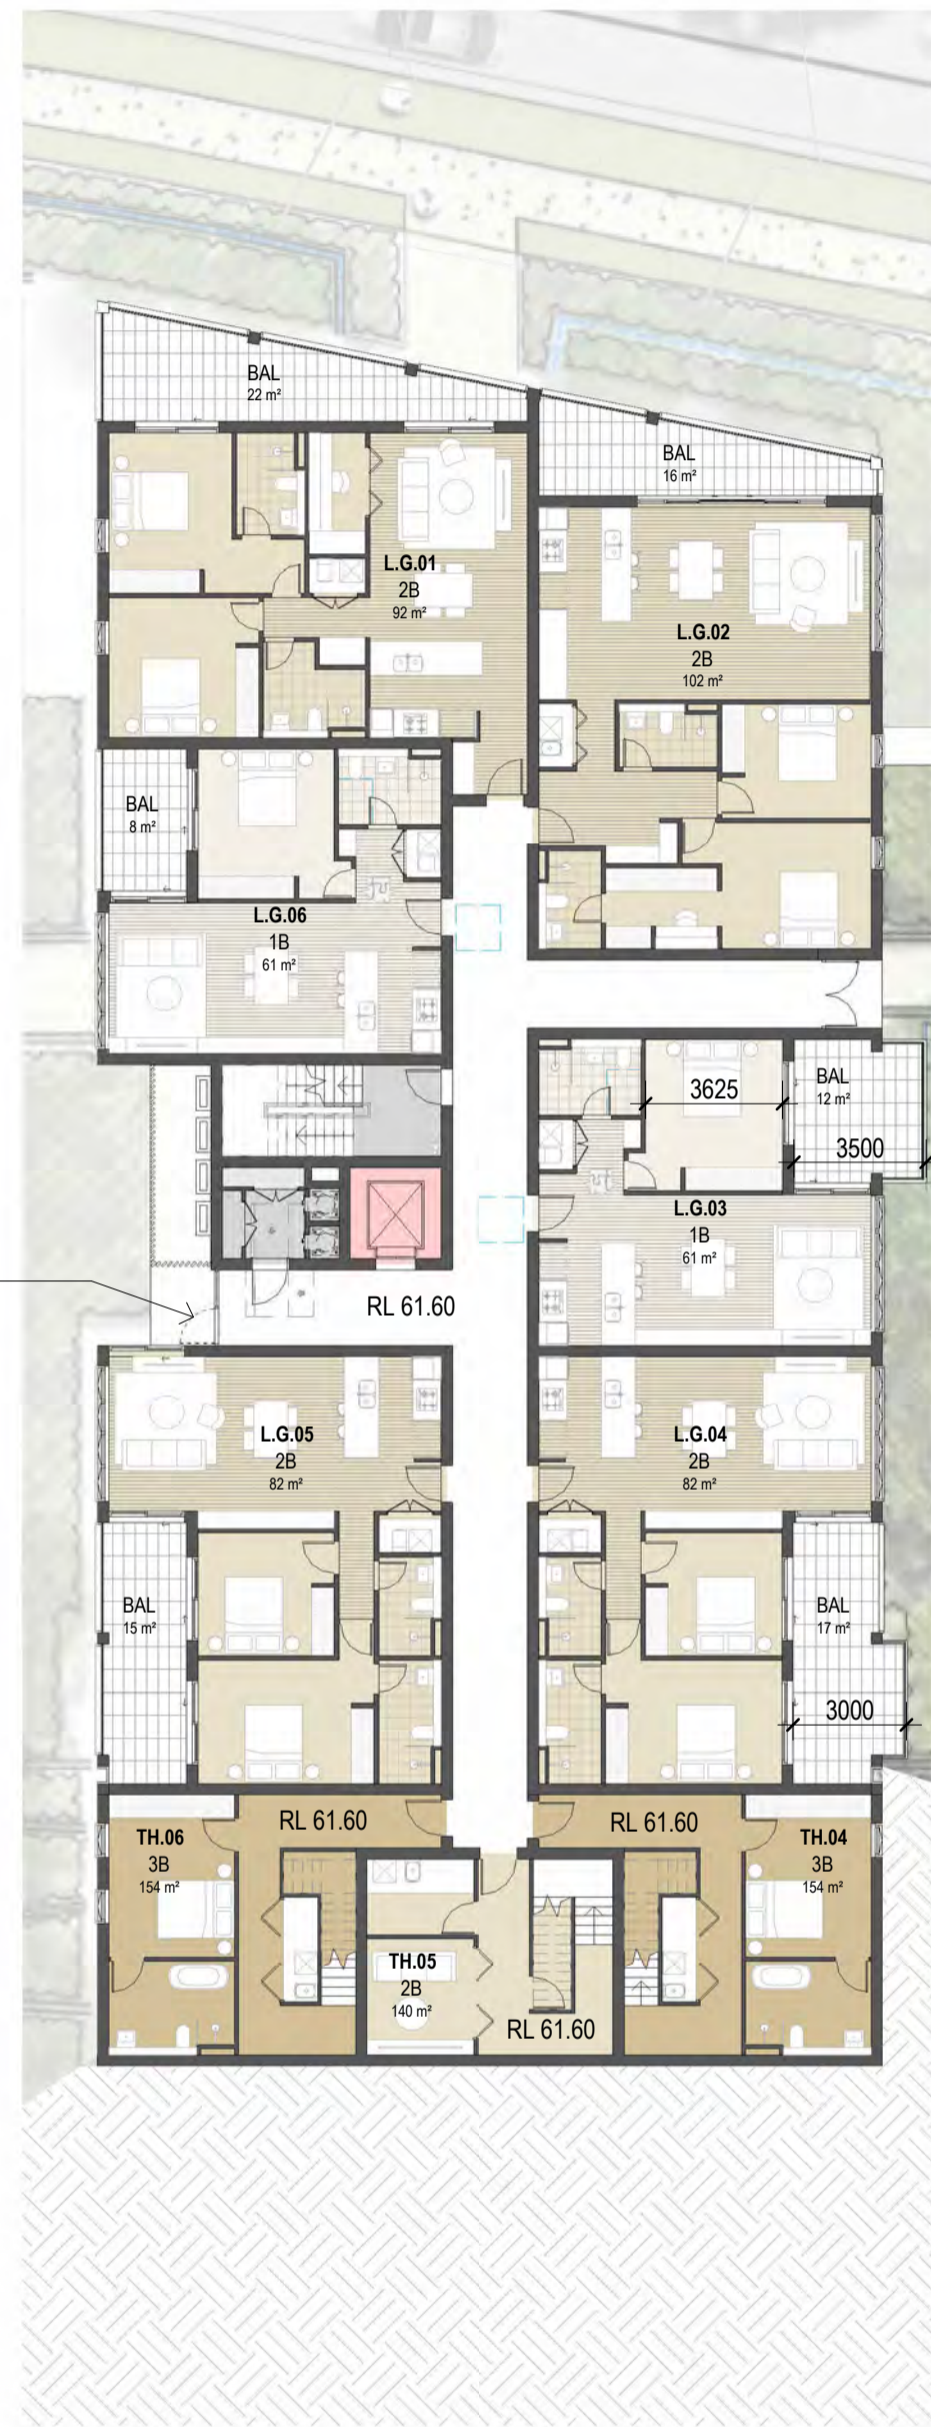 BAL
22 m²
BAL
16 m²
L.G.01
2B
92 m²
L.G.02
2B
102 m²
BAL
8 m²
L.G.06
1B
61 m²
3625
BAL
12 m²
3500
L.G.03
1B
61 m²
RL 61.60
L.G.05
2B
82 m²
L.G.04
2B
82 m²
BAL
15 m²
BAL
17 m²
3000
RL 61.60
RL 61.60
TH.06
3B
154 m²
TH.04
3B
154 m²
TH.05
2B
140 m²
RL 61.60